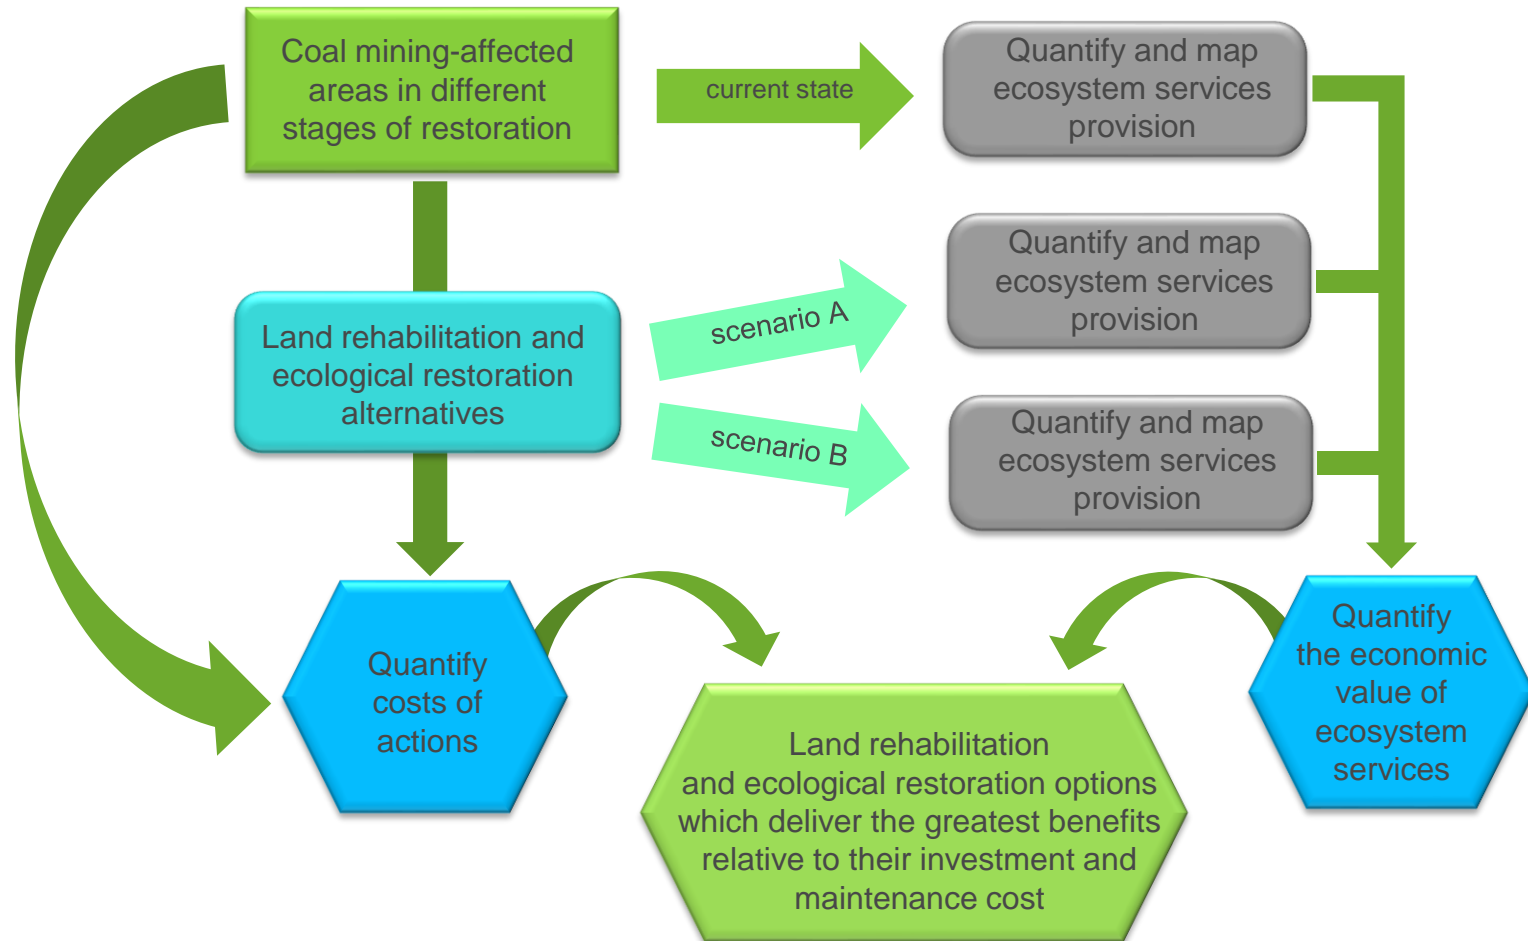 Coal mining-affected
areas in different
stages of restoration
current state
Quantify and map
ecosystem services
provision
Land rehabilitation and
ecological restoration
alternatives
scenario A
Quantify and map
ecosystem services
provision
scenario B
Quantify and map
ecosystem services
provision
Quantify
costs of
actions
Land rehabilitation
and ecological restoration options
which deliver the greatest benefits
relative to their investment and
maintenance cost
Quantify
the economic
value of
ecosystem
services